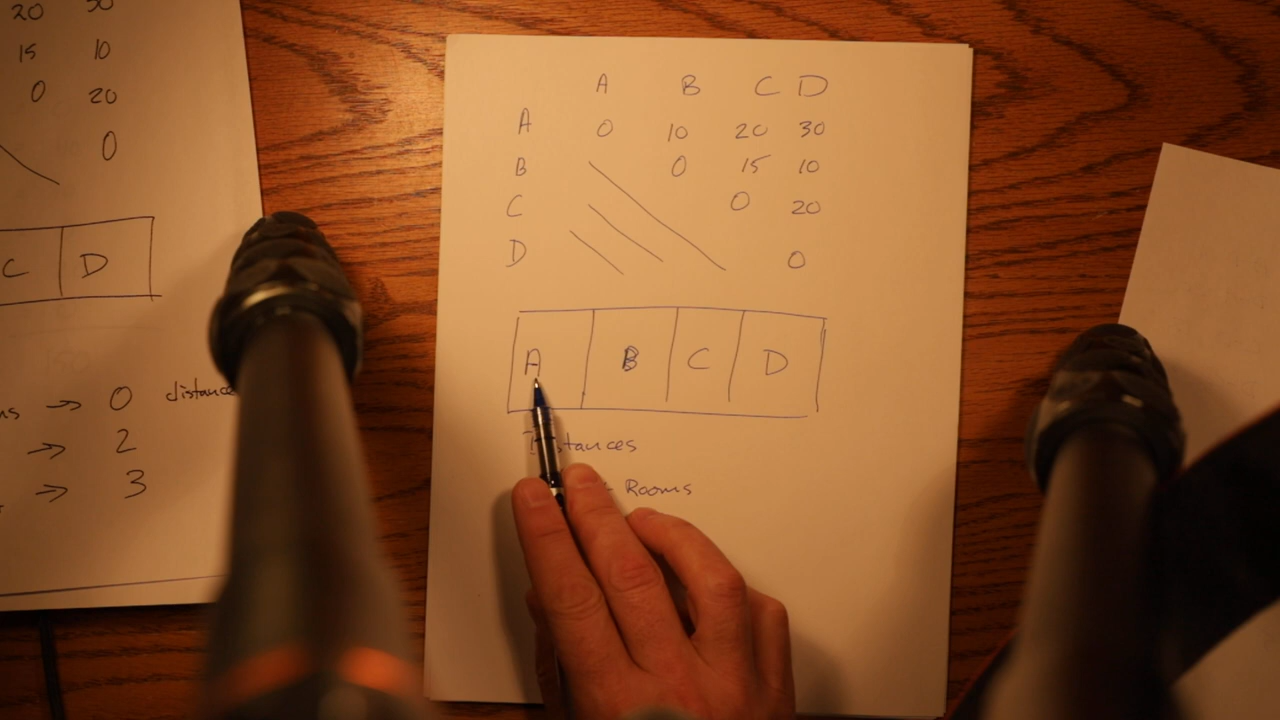 20 30
15 10
0 20
0
C D
→ 0 distance
→ 2
→ 3
A B C D
A 0 10 20 30
B 0 15 10
C 0 20
D 0
A B C D
Rooms